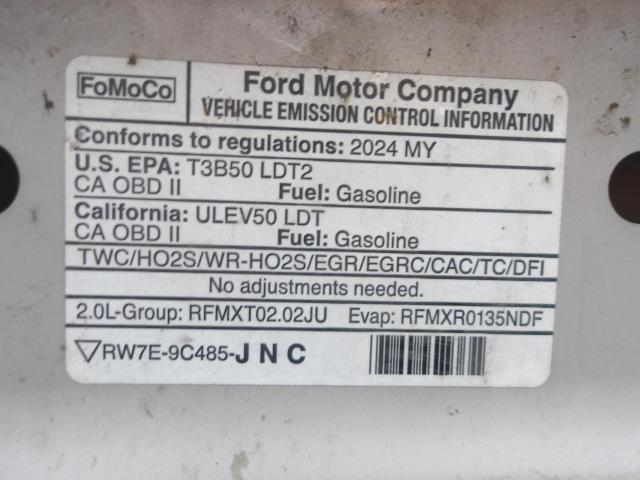 FoMoCo
Ford Motor Company
VEHICLE EMISSION CONTROL INFORMATION
Conforms to regulations: 2024 MY
U.S. EPA: T3B50 LDT2
CA OBD II Fuel: Gasoline
California: ULEV50 LDT
CA OBD II Fuel: Gasoline
TWC/HO2S/WR-HO2S/EGR/EGRC/CAC/TC/DFI
No adjustments needed.
2.0L-Group: RFMXT02.02JU Evap: RFMXR0135NDF
RW7E-9C485-J N C